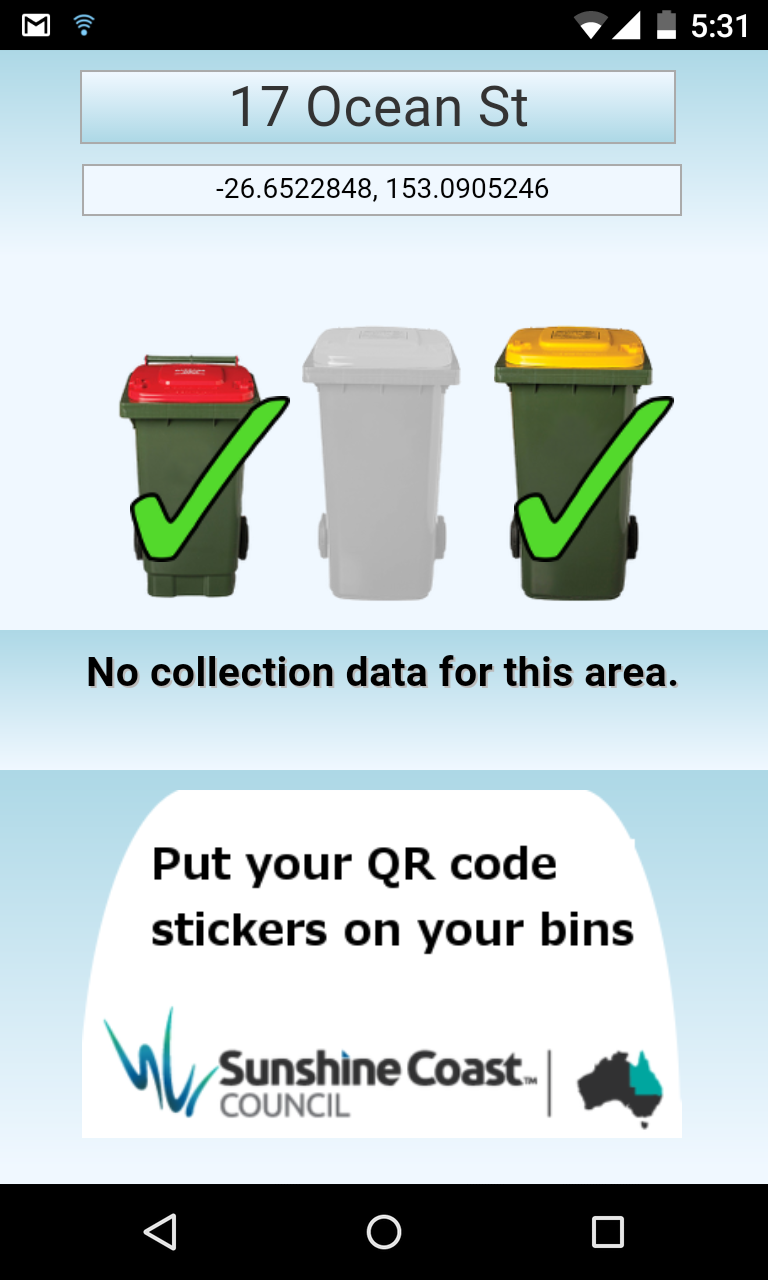 5:31
17 Ocean St
-26.6522848, 153.0905246
No collection data for this area.
Put your QR code
stickers on your bins
Sunshine Coast™
COUNCIL